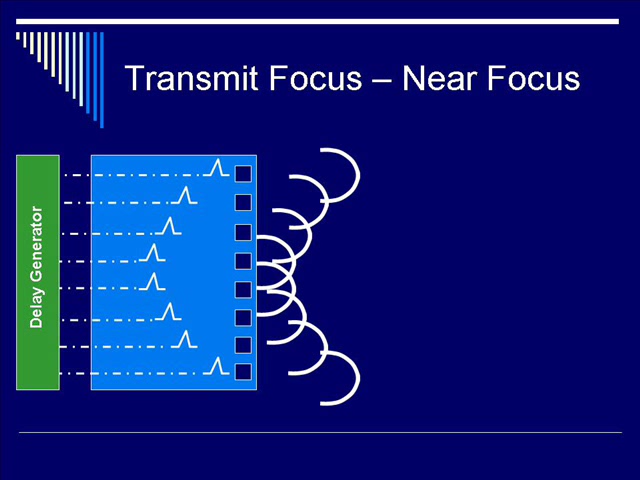 Transmit Focus – Near Focus
Delay Generator